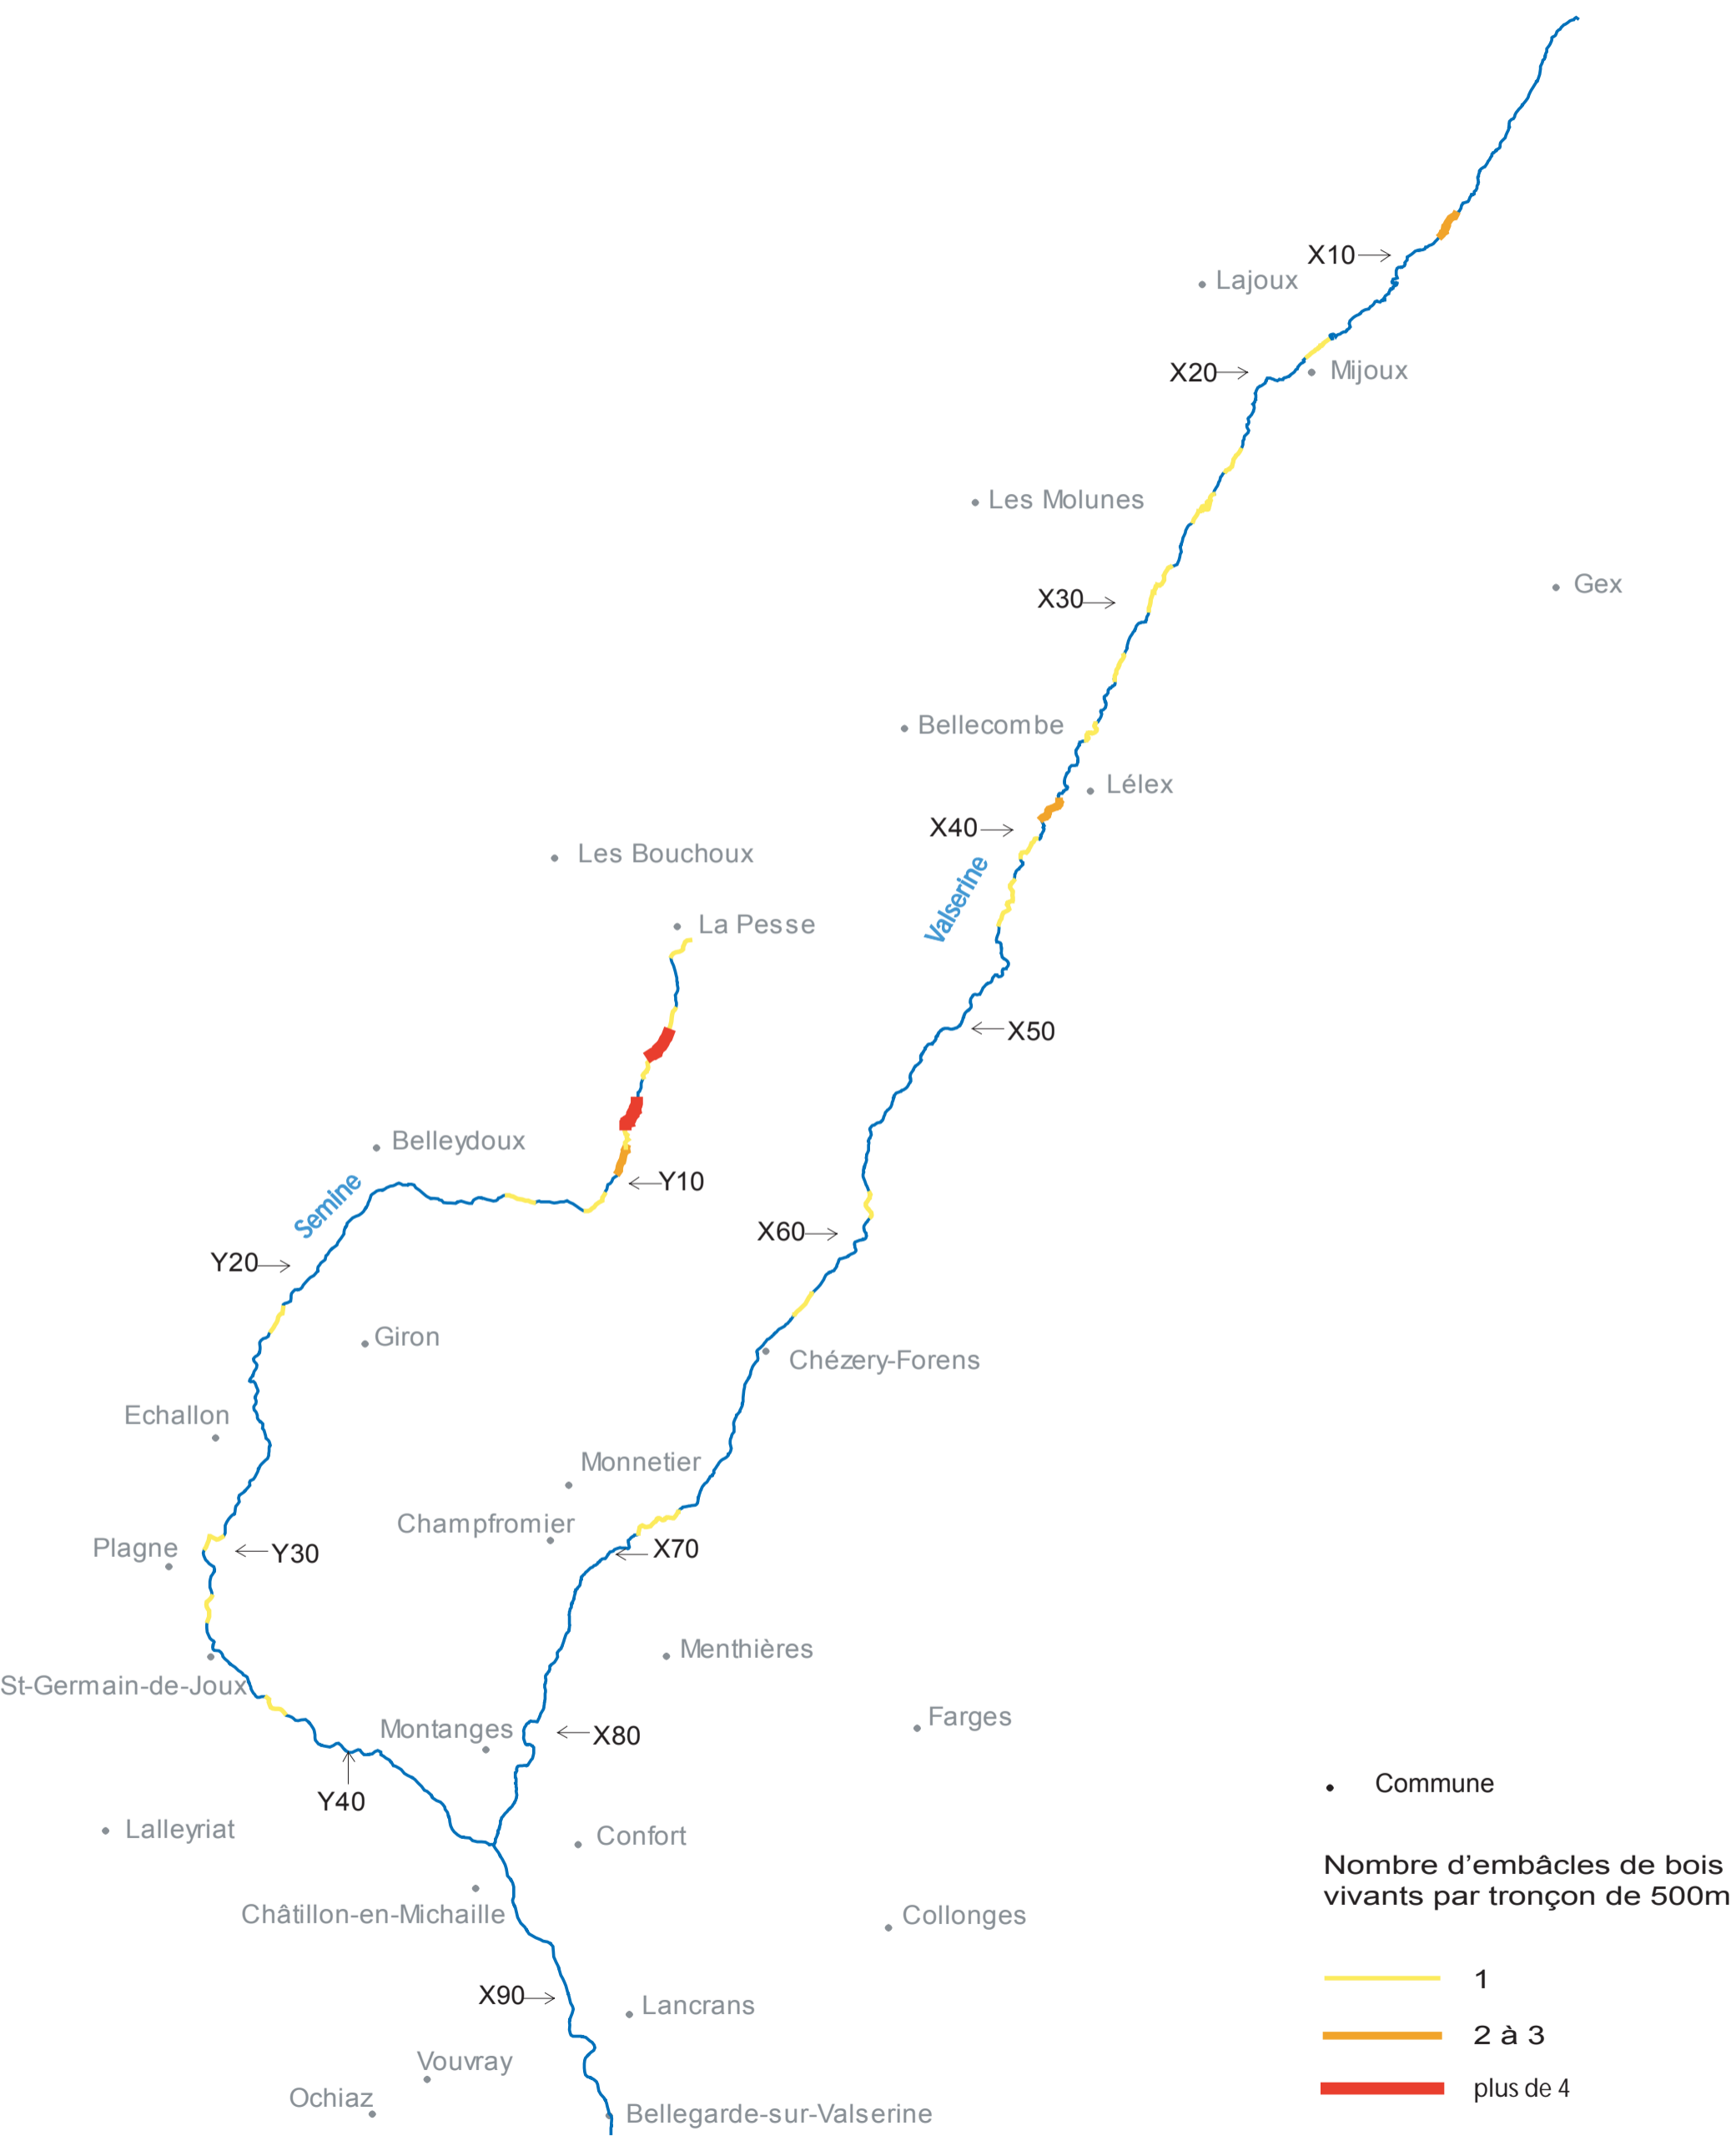 X10
Lajoux
X20
Mijoux
Les Molunes
X30
Gex
Bellecombe
Lélex
X40
Les Bouchoux
Valserine
La Pesse
X50
Belleydoux
Y10
Semine
X60
Y20
Giron
Chézery-Forens
Echallon
Monnetier
Champfromier
Plagne
Y30
X70
Menthières
St-Germain-de-Joux
Farges
Montanges
X80
Commune
Y40
Lalleyriat
Confort
Nombre d’embâcles de bois
vivants par tronçon de 500m
Châtillon-en-Michaille
Collonges
1
X90
Lancrans
2 à 3
Vouvray
plus de 4
Ochiaz
Bellegarde-sur-Valserine